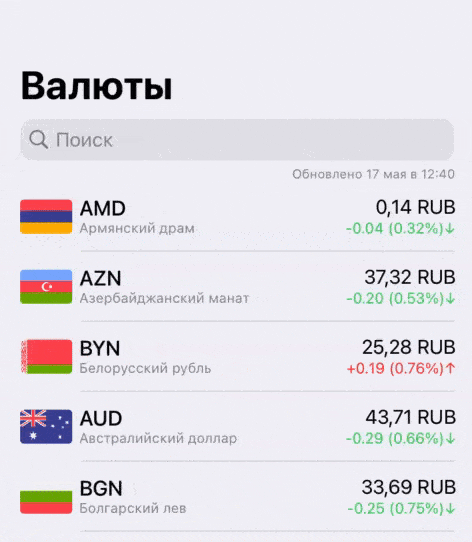 Валюты
Поиск
Обновлено 17 мая в 12:40
AMD 0,14 RUB
Армянский драм -0.04 (0.32%)↓
AZN 37,32 RUB
Азербайджанский манат -0.20 (0.53%)↓
BYN 25,28 RUB
Белорусский рубль +0.19 (0.76%)↑
AUD 43,71 RUB
Австралийский доллар -0.29 (0.66%)↓
BGN 33,69 RUB
Болгарский лев -0.25 (0.75%)↓